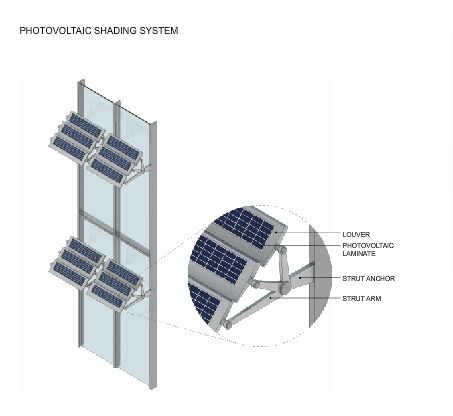 PHOTOVOLTAIC SHADING SYSTEM
LOUVER
PHOTOVOLTAIC
LAMINATE
STRUT ANCHOR
STRUT ARM